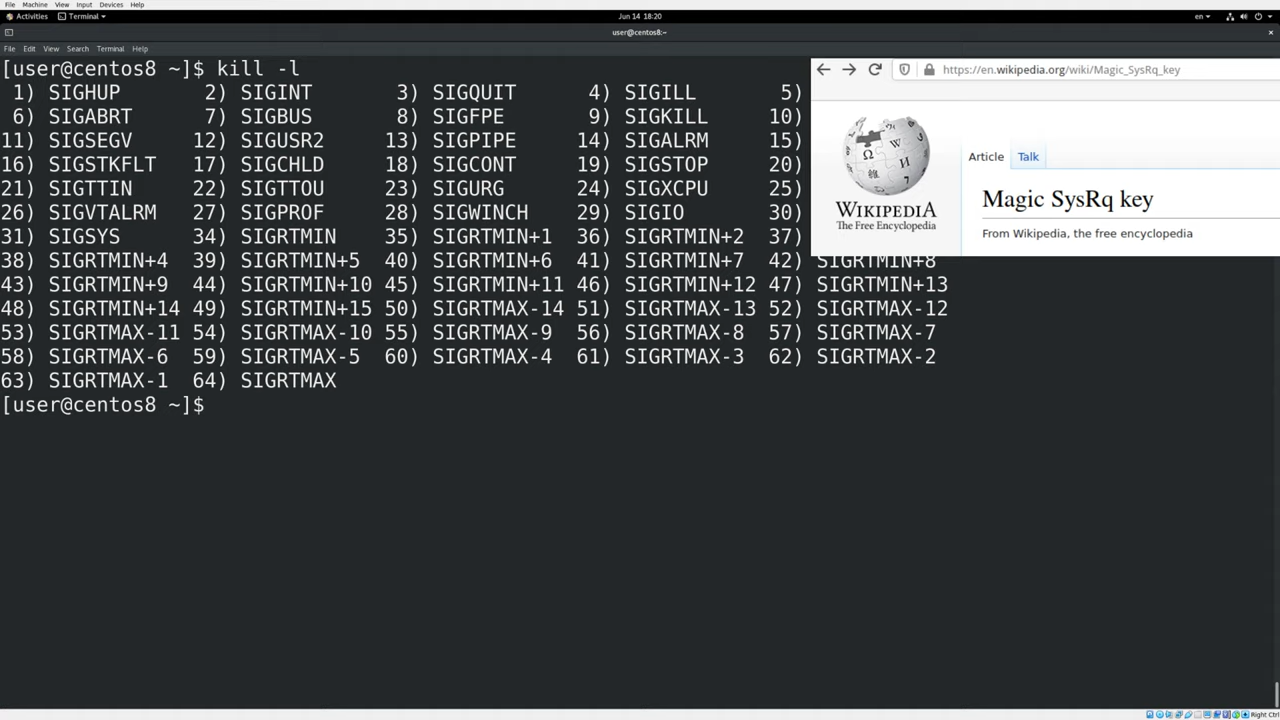 File Machine View Input Devices Help
Activities Terminal Jun 14 18:20 en
user@centos8:~
File Edit View Search Terminal Help
[user@centos8 ~]$ kill -l
1) SIGHUP 2) SIGINT 3) SIGQUIT 4) SIGILL 5)
6) SIGABRT 7) SIGBUS 8) SIGFPE 9) SIGKILL 10)
11) SIGSEGV 12) SIGUSR2 13) SIGPIPE 14) SIGALRM 15)
16) SIGSTKFLT 17) SIGCHLD 18) SIGCONT 19) SIGSTOP 20)
21) SIGTTIN 22) SIGTTOU 23) SIGURG 24) SIGXCPU 25)
26) SIGVTALRM 27) SIGPROF 28) SIGWINCH 29) SIGIO 30)
31) SIGSYS 34) SIGRTMIN 35) SIGRTMIN+1 36) SIGRTMIN+2 37)
38) SIGRTMIN+4 39) SIGRTMIN+5 40) SIGRTMIN+6 41) SIGRTMIN+7 42) SIGRTMIN+8
43) SIGRTMIN+9 44) SIGRTMIN+10 45) SIGRTMIN+11 46) SIGRTMIN+12 47) SIGRTMIN+13
48) SIGRTMIN+14 49) SIGRTMIN+15 50) SIGRTMAX-14 51) SIGRTMAX-13 52) SIGRTMAX-12
53) SIGRTMAX-11 54) SIGRTMAX-10 55) SIGRTMAX-9 56) SIGRTMAX-8 57) SIGRTMAX-7
58) SIGRTMAX-6 59) SIGRTMAX-5 60) SIGRTMAX-4 61) SIGRTMAX-3 62) SIGRTMAX-2
63) SIGRTMAX-1 64) SIGRTMAX
[user@centos8 ~]$
https://en.wikipedia.org/wiki/Magic_SysRq_key
Article Talk
Magic SysRq key
WIKIPEDIA
The Free Encyclopedia
From Wikipedia, the free encyclopedia
Right Ctrl